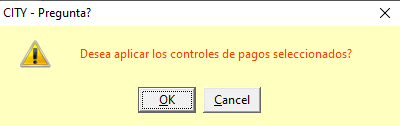 CITY - Pregunta?
Desea aplicar los controles de pagos seleccionados?
OK Cancel